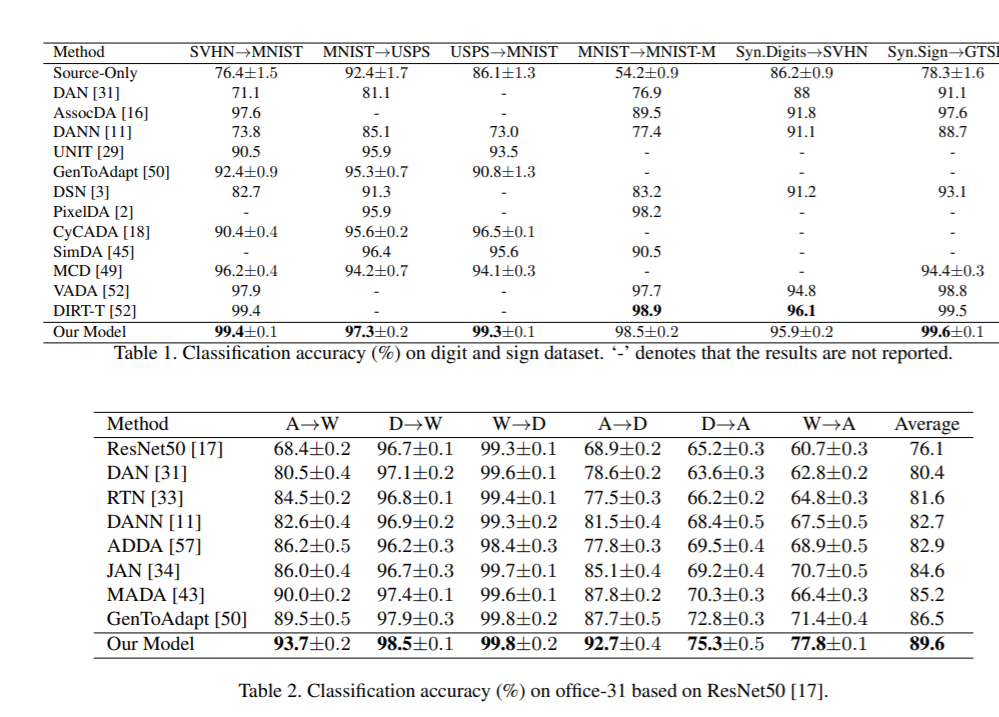 Method SVHN→MNIST MNIST→USPS USPS→MNIST MNIST→MNIST-M Syn.Digits→SVHN Syn.Sign→GTSI
Source-Only 76.4±1.5 92.4±1.7 86.1±1.3 54.2±0.9 86.2±0.9 78.3±1.6
DAN [31] 71.1 81.1 - 76.9 88 91.1
AssocDA [16] 97.6 - - 89.5 91.8 97.6
DANN [11] 73.8 85.1 73.0 77.4 91.1 88.7
UNIT [29] 90.5 95.9 93.5 - - -
GenToAdapt [50] 92.4±0.9 95.3±0.7 90.8±1.3 - - -
DSN [3] 82.7 91.3 - 83.2 91.2 93.1
PixelDA [2] - 95.9 - 98.2 - -
CyCADA [18] 90.4±0.4 95.6±0.2 96.5±0.1 - - -
SimDA [45] - 96.4 95.6 90.5 - -
MCD [49] 96.2±0.4 94.2±0.7 94.1±0.3 - - 94.4±0.3
VADA [52] 97.9 - - 97.7 94.8 98.8
DIRT-T [52] 99.4 - - 98.9 96.1 99.5
Our Model 99.4±0.1 97.3±0.2 99.3±0.1 98.5±0.2 95.9±0.2 99.6±0.1
Table 1. Classification accuracy (%) on digit and sign dataset. ‘-’ denotes that the results are not reported.
Method A→W D→W W→D A→D D→A W→A Average
ResNet50 [17] 68.4±0.2 96.7±0.1 99.3±0.1 68.9±0.2 65.2±0.3 60.7±0.3 76.1
DAN [31] 80.5±0.4 97.1±0.2 99.6±0.1 78.6±0.2 63.6±0.3 62.8±0.2 80.4
RTN [33] 84.5±0.2 96.8±0.1 99.4±0.1 77.5±0.3 66.2±0.2 64.8±0.3 81.6
DANN [11] 82.6±0.4 96.9±0.2 99.3±0.2 81.5±0.4 68.4±0.5 67.5±0.5 82.7
ADDA [57] 86.2±0.5 96.2±0.3 98.4±0.3 77.8±0.3 69.5±0.4 68.9±0.5 82.9
JAN [34] 86.0±0.4 96.7±0.3 99.7±0.1 85.1±0.4 69.2±0.4 70.7±0.5 84.6
MADA [43] 90.0±0.2 97.4±0.1 99.6±0.1 87.8±0.2 70.3±0.3 66.4±0.3 85.2
GenToAdapt [50] 89.5±0.5 97.9±0.3 99.8±0.2 87.7±0.5 72.8±0.3 71.4±0.4 86.5
Our Model 93.7±0.2 98.5±0.1 99.8±0.2 92.7±0.4 75.3±0.5 77.8±0.1 89.6
Table 2. Classification accuracy (%) on office-31 based on ResNet50 [17].